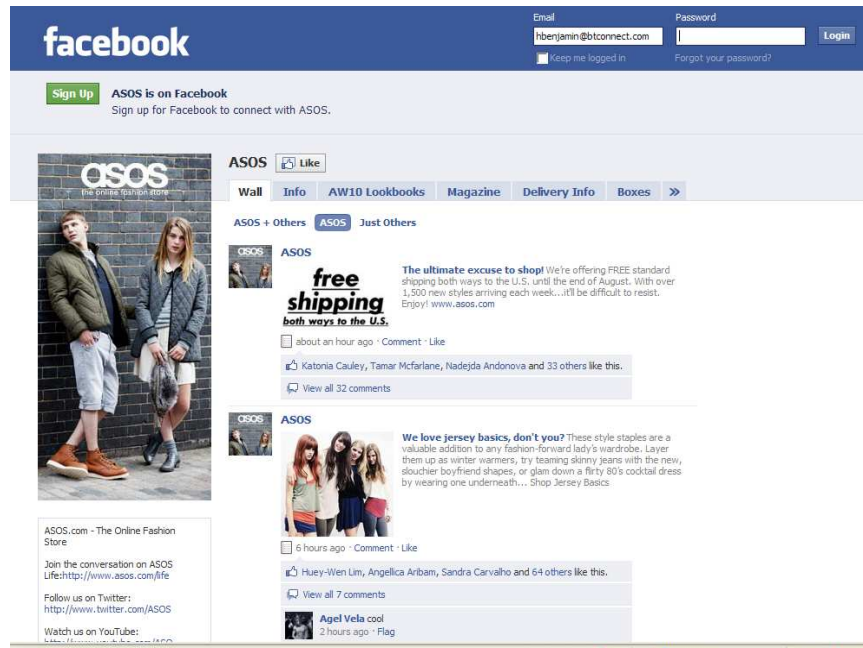 Email
Password
facebook
hbenjamin@btconnect.com
Login
Keep me logged in
Forgot your password?
Sign Up
ASOS is on Facebook
Sign up for Facebook to connect with ASOS.
asos
the online fashion store
ASOS
Like
Wall
Info
AW10 Lookbooks
Magazine
Delivery Info
Boxes
»
ASOS + Others
ASOS
Just Others
asos
ASOS
free
shipping
both ways to the U.S.
The ultimate excuse to shop! We're offering FREE standard
shipping both ways to the U.S. until the end of August. With over
1,500 new styles arriving each week...it'll be difficult to resist.
Enjoy! www.asos.com
about an hour ago · Comment · Like
Katonia Cauley, Tamar Mcfarlane, Nadejda Andonova and 33 others like this.
View all 32 comments
asos
ASOS
We love jersey basics, don't you? These style staples are a
valuable addition to any fashion-forward lady's wardrobe. Layer
them up as winter warmers, try teaming skinny jeans with the new,
slouchier boyfriend shapes, or glam down a flirty 80's cocktail dress
by wearing one underneath... Shop Jersey Basics
6 hours ago · Comment · Like
Huey-Wen Lim, Angellica Aribam, Sandra Carvalho and 64 others like this.
View all 7 comments
Agel Vela cool
2 hours ago · Flag
ASOS.com - The Online Fashion
Store
Join the conversation on ASOS
Life:http://www.asos.com/life
Follow us on Twitter:
http://www.twitter.com/ASOS
Watch us on YouTube:
http://www.youtube.com/ASO